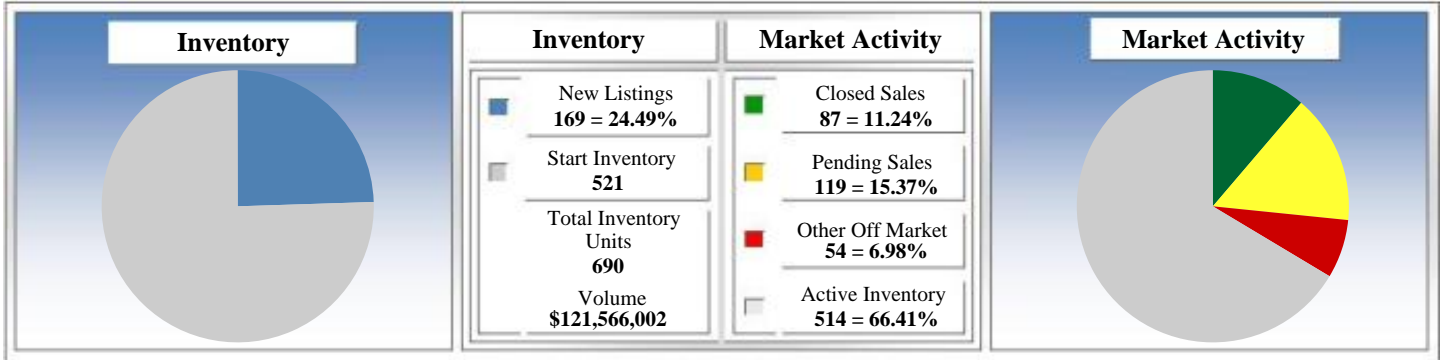 Inventory
Inventory
Market Activity
New Listings
169 = 24.49%
Start Inventory
521
Total Inventory
Units
690
Volume
$121,566,002
Closed Sales
87 = 11.24%
Pending Sales
119 = 15.37%
Other Off Market
54 = 6.98%
Active Inventory
514 = 66.41%
Market Activity